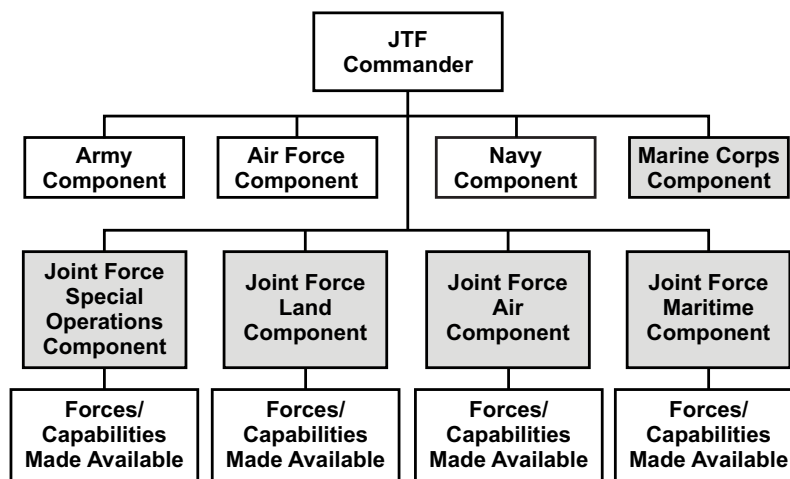 JTF
Commander
Army
Component
Air Force
Component
Navy
Component
Marine Corps
Component
Joint Force
Special
Operations
Component
Joint Force
Land
Component
Joint Force
Air
Component
Joint Force
Maritime
Component
Forces/
Capabilities
Made Available
Forces/
Capabilities
Made Available
Forces/
Capabilities
Made Available
Forces/
Capabilities
Made Available